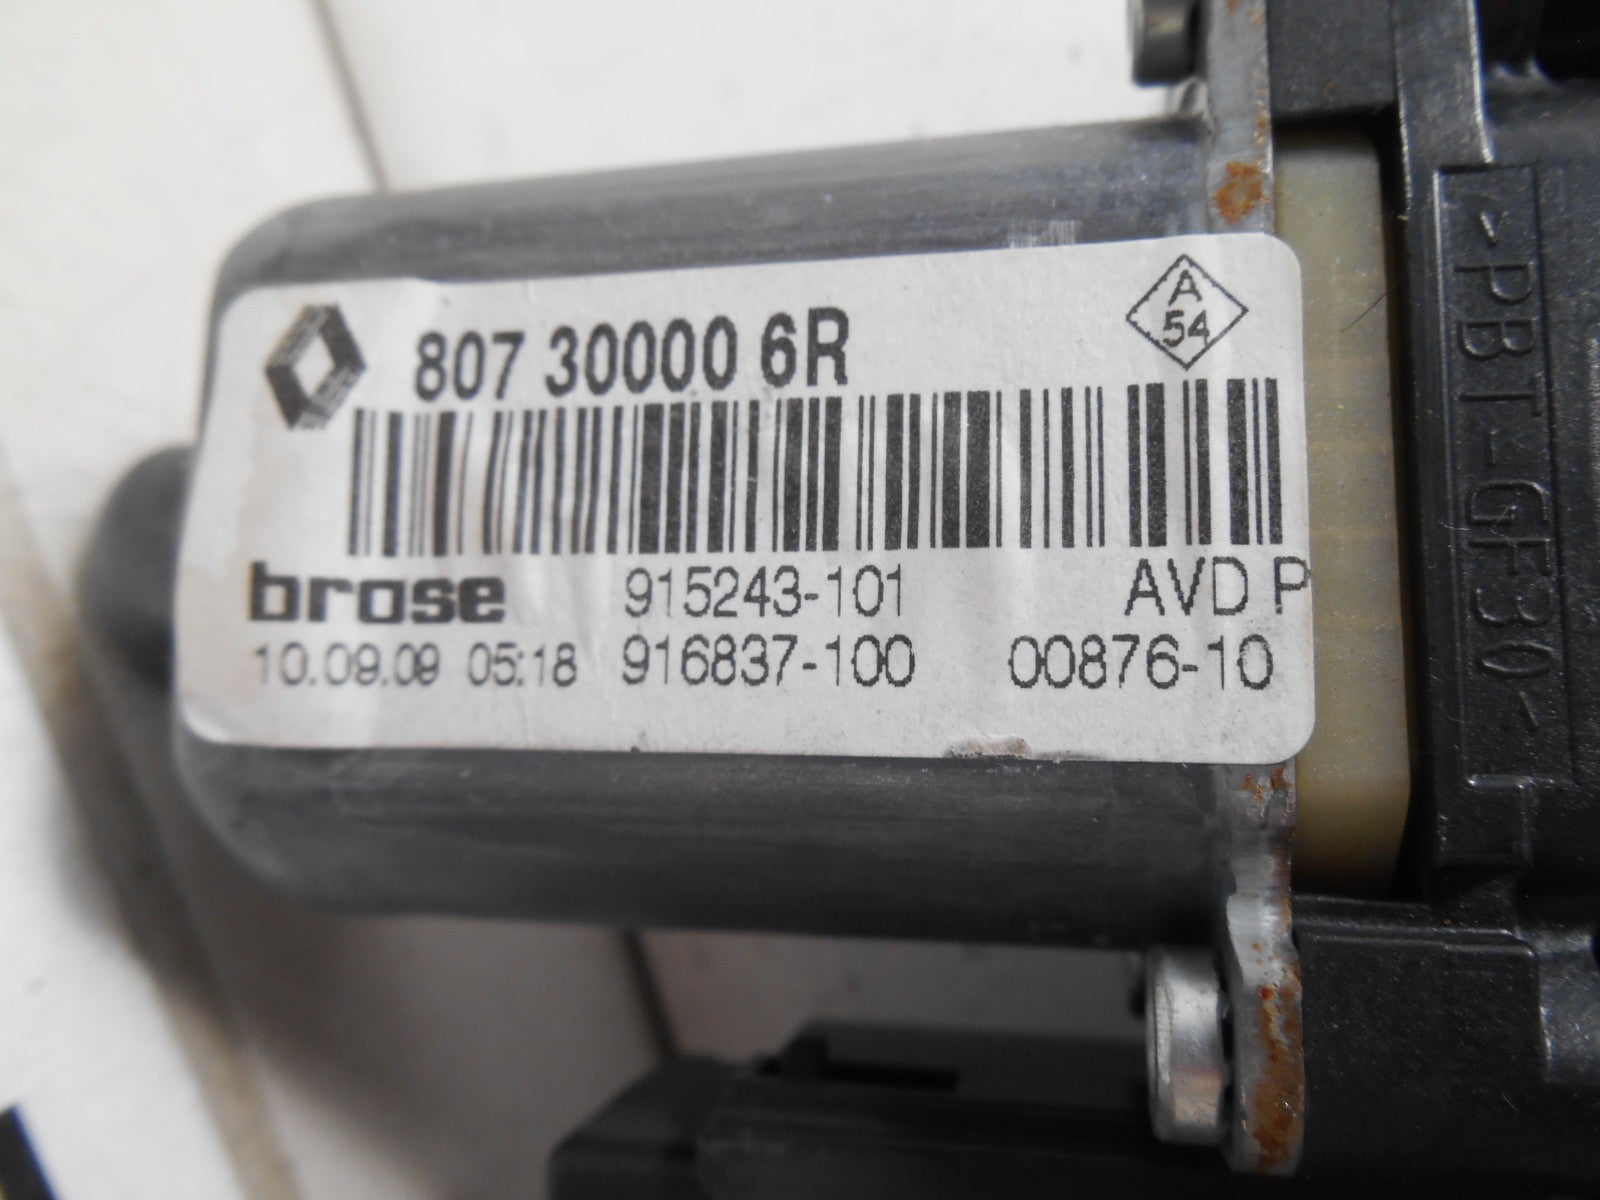 807 30000 6R
A
54
brose 915243-101 AVD P
10.09.09 05:18 916837-100 00876-10
>PBT-GF30<